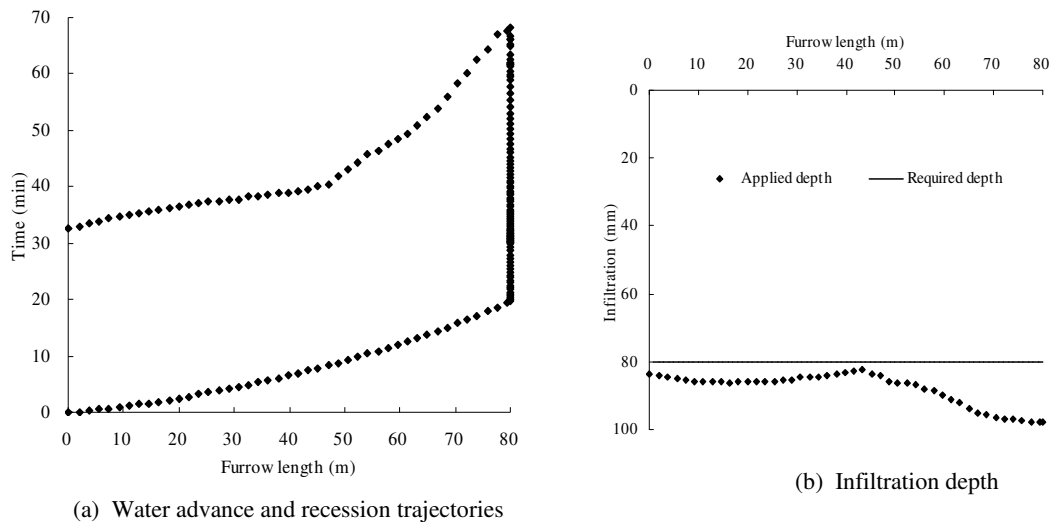 70
60
50
40
30
20
10
0
Time (min)
0 10 20 30 40 50 60 70 80
Furrow length (m)
(a) Water advance and recession trajectories
Furrow length (m)
0 10 20 30 40 50 60 70 80
0
20
40
60
80
100
Infiltration (mm)
Applied depth
Required depth
(b) Infiltration depth